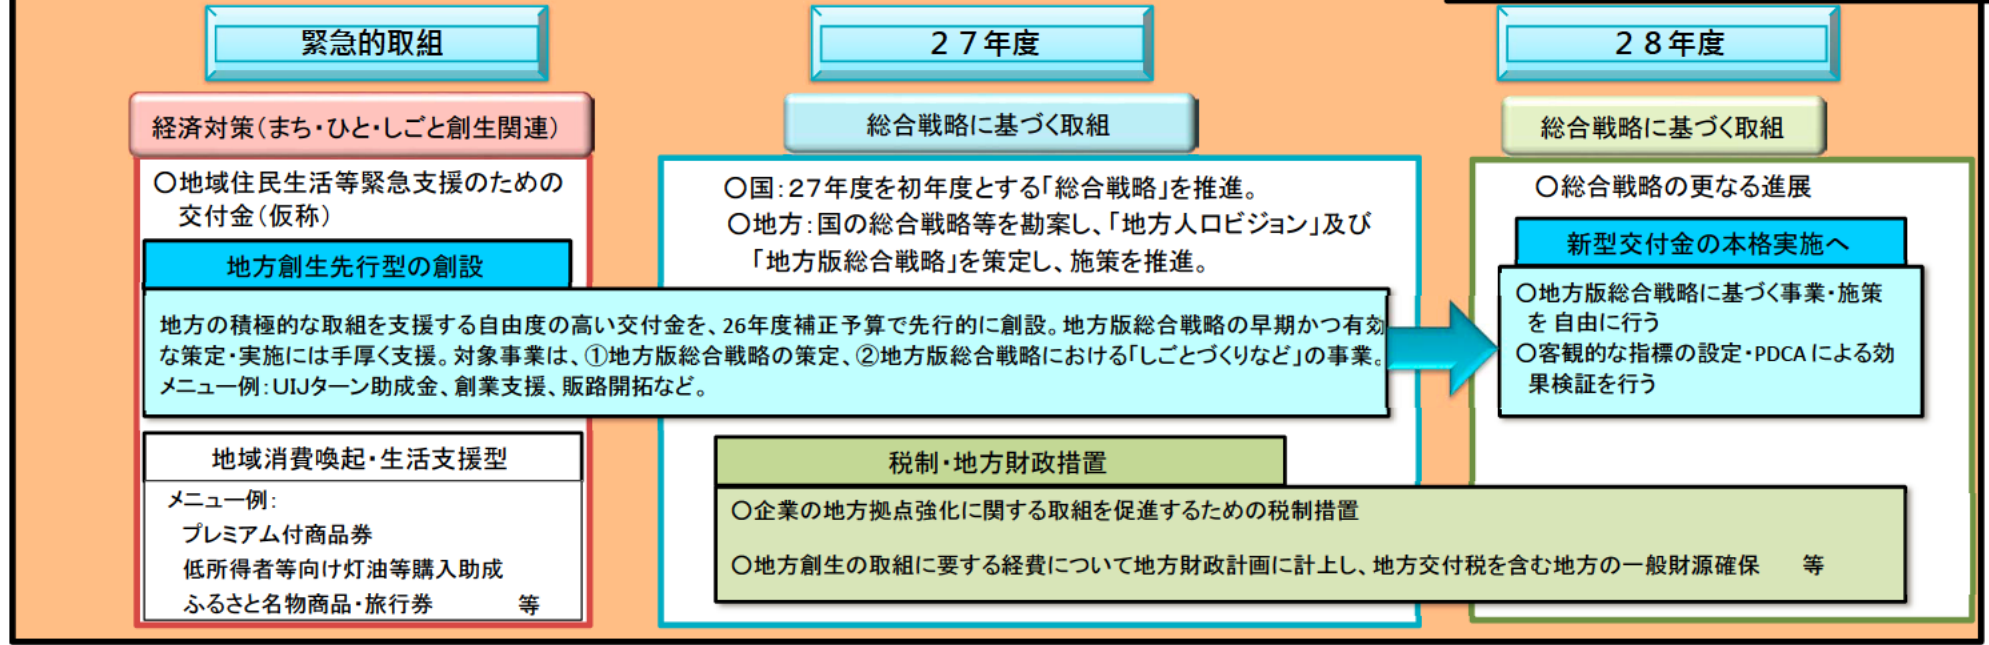 緊急的取組
経済対策(まち・ひと・しごと創生関連)
〇地域住民生活等緊急支援のための
交付金(仮称)
地方創生先行型の創設
地方の積極的な取組を支援する自由度の高い交付金を、26年度補正予算で先行的に創設。地方版総合戦略の早期かつ有効
な策定・実施には手厚く支援。対象事業は、①地方版総合戦略の策定、②地方版総合戦略における「しごとづくりなど」の事業。
メニュー例:UIJターン助成金、創業支援、販路開拓など。
地域消費喚起・生活支援型
メニュー例:
プレミアム付商品券
低所得者等向け灯油等購入助成
ふるさと名物商品・旅行券 等
27年度
総合戦略に基づく取組
〇国:27年度を初年度とする「総合戦略」を推進。
〇地方:国の総合戦略等を勘案し、「地方人口ビジョン」及び
「地方版総合戦略」を策定し、施策を推進。
税制・地方財政措置
〇企業の地方拠点強化に関する取組を促進するための税制措置
〇地方創生の取組に要する経費について地方財政計画に計上し、地方交付税を含む地方の一般財源確保 等
28年度
総合戦略に基づく取組
〇総合戦略の更なる進展
新型交付金の本格実施へ
〇地方版総合戦略に基づく事業・施策
を 自由に行う
〇客観的な指標の設定・PDCAによる効
果検証を行う